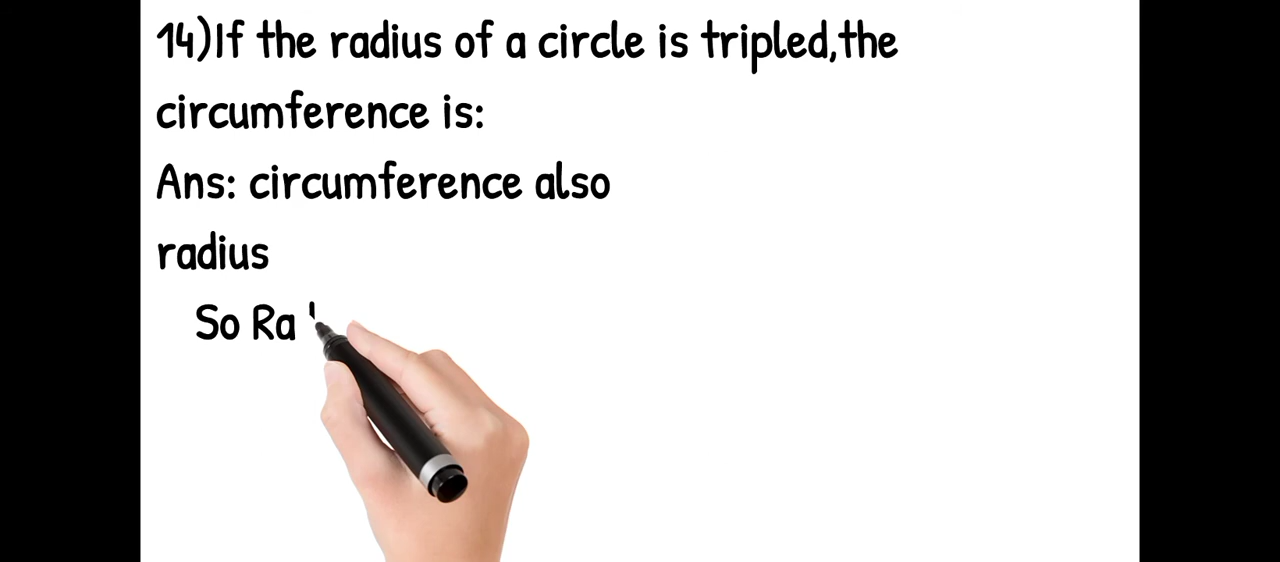 14)If the radius of a circle is tripled,the
circumference is:
Ans: circumference also
radius
So Ra